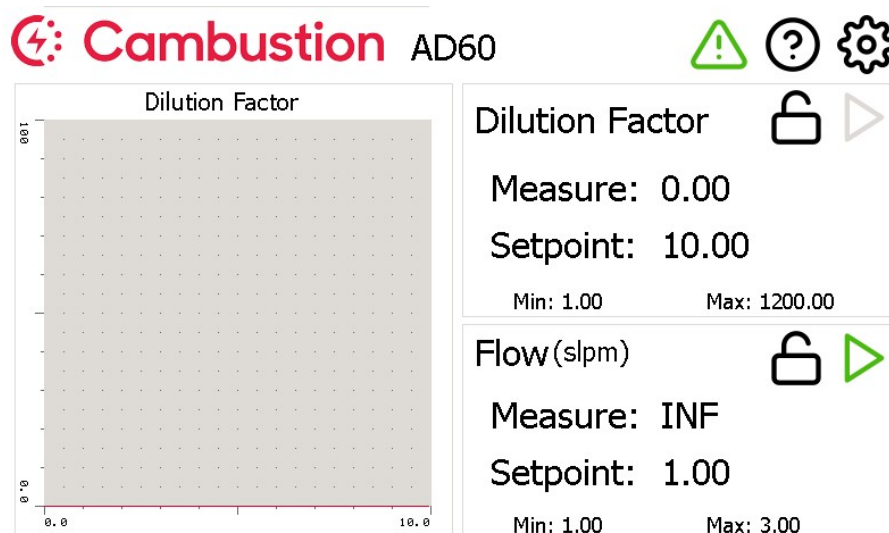 Cambustion AD60
Dilution Factor
100
0.0
0.0 10.0
Dilution Factor
Measure: 0.00
Setpoint: 10.00
Min: 1.00 Max: 1200.00
Flow (slpm)
Measure: INF
Setpoint: 1.00
Min: 1.00 Max: 3.00